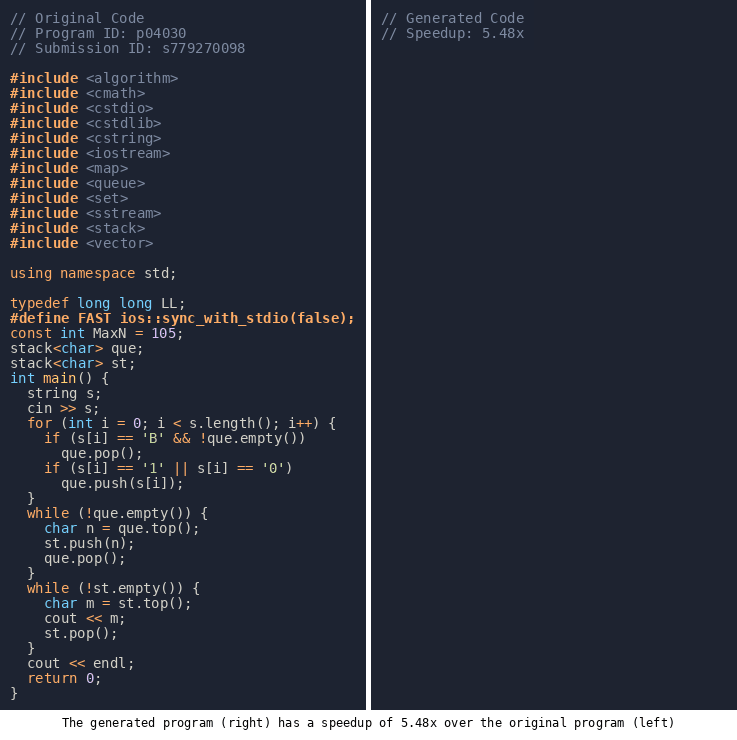 // Original Code
// Program ID: p04030
// Submission ID: s779270098
#include <algorithm>
#include <cmath>
#include <cstdio>
#include <cstdlib>
#include <cstring>
#include <iostream>
#include <map>
#include <queue>
#include <set>
#include <sstream>
#include <stack>
#include <vector>
using namespace std;
typedef long long LL;
#define FAST ios::sync_with_stdio(false);
const int MaxN = 105;
stack<char> que;
stack<char> st;
int main() {
  string s;
  cin >> s;
  for (int i = 0; i < s.length(); i++) {
    if (s[i] == 'B' && !que.empty())
      que.pop();
    if (s[i] == '1' || s[i] == '0')
      que.push(s[i]);
  }
  while (!que.empty()) {
    char n = que.top();
    st.push(n);
    que.pop();
  }
  while (!st.empty()) {
    char m = st.top();
    cout << m;
    st.pop();
  }
  cout << endl;
  return 0;
}
// Generated Code
// Speedup: 5.48x
The generated program (right) has a speedup of 5.48x over the original program (left)